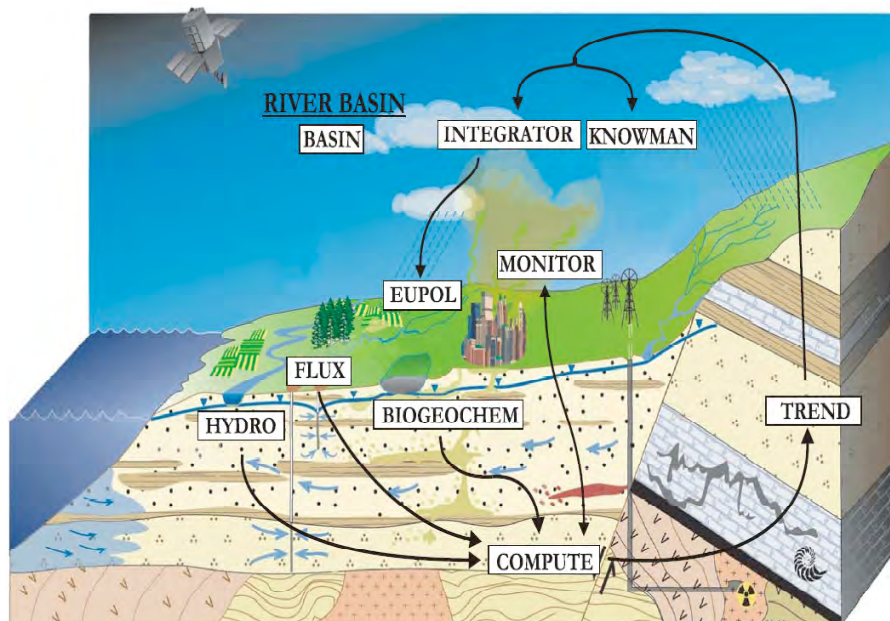 RIVER BASIN
BASIN
INTEGRATOR
KNOWMAN
MONITOR
EUPOL
FLUX
HYDRO
BIOGEOCHEM
TREND
COMPUTE